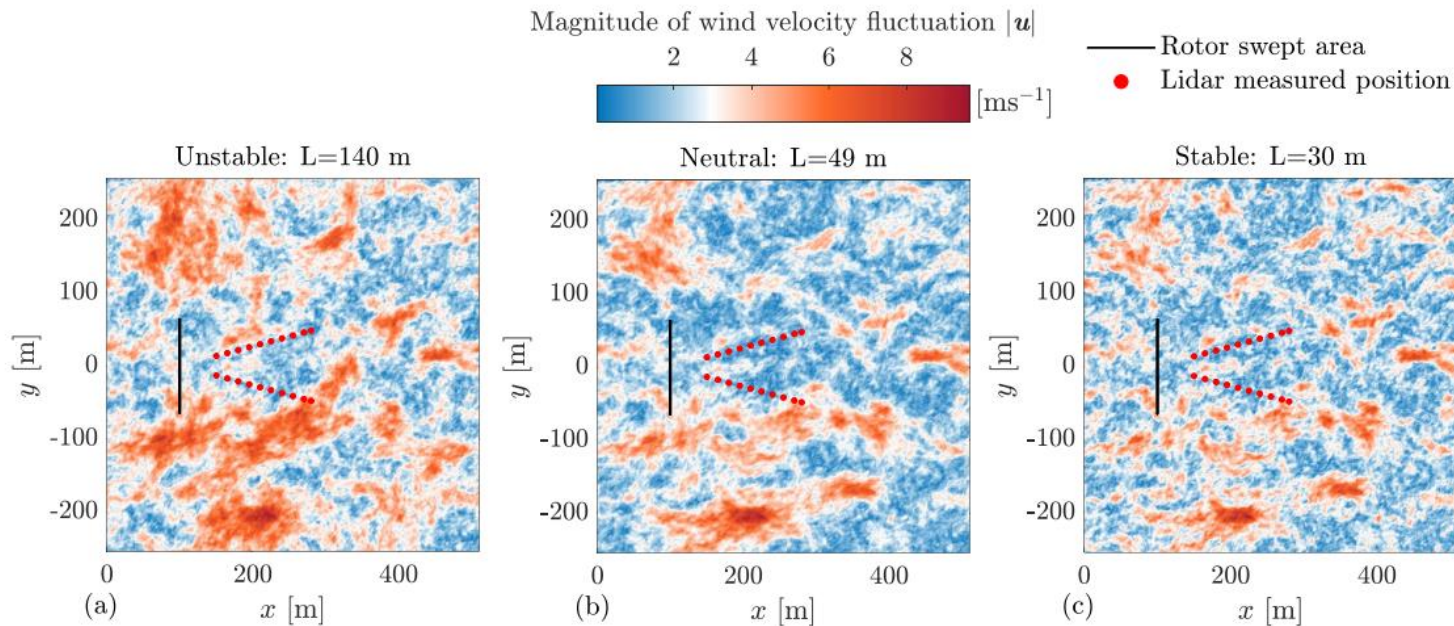 Magnitude of wind velocity fluctuation |u|
2 4 6 8
[ms⁻¹]
Rotor swept area
Lidar measured position
Unstable: L=140 m
200
100
0
-100
-200
y [m]
0 200 400
(a) x [m]
Neutral: L=49 m
200
100
0
-100
-200
y [m]
0 200 400
(b) x [m]
Stable: L=30 m
200
100
0
-100
-200
y [m]
0 200 400
(c) x [m]